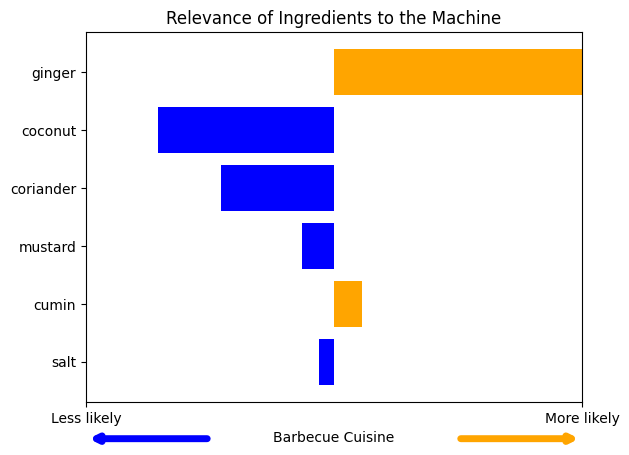 Relevance of Ingredients to the Machine
ginger
coconut
coriander
mustard
cumin
salt
Less likely More likely
Barbecue Cuisine